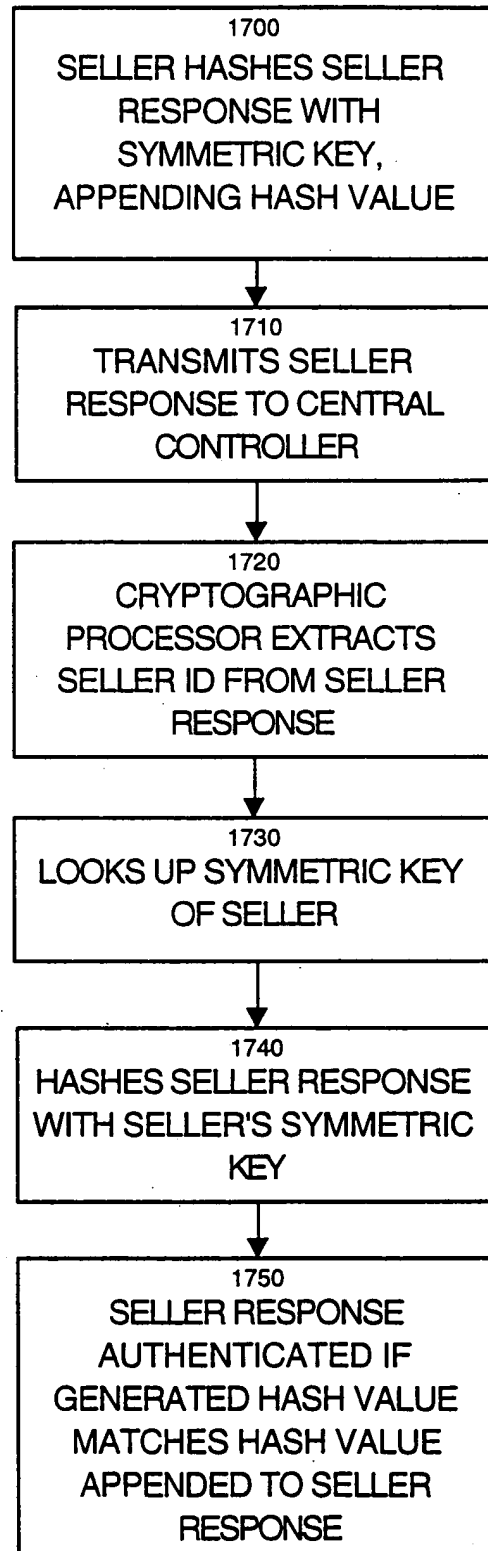 1700
SELLER HASHES SELLER
RESPONSE WITH
SYMMETRIC KEY,
APPENDING HASH VALUE
1710
TRANSMITS SELLER
RESPONSE TO CENTRAL
CONTROLLER
1720
CRYPTOGRAPHIC
PROCESSOR EXTRACTS
SELLER ID FROM SELLER
RESPONSE
1730
LOOKS UP SYMMETRIC KEY
OF SELLER
1740
HASHES SELLER RESPONSE
WITH SELLER'S SYMMETRIC
KEY
1750
SELLER RESPONSE
AUTHENTICATED IF
GENERATED HASH VALUE
MATCHES HASH VALUE
APPENDED TO SELLER
RESPONSE